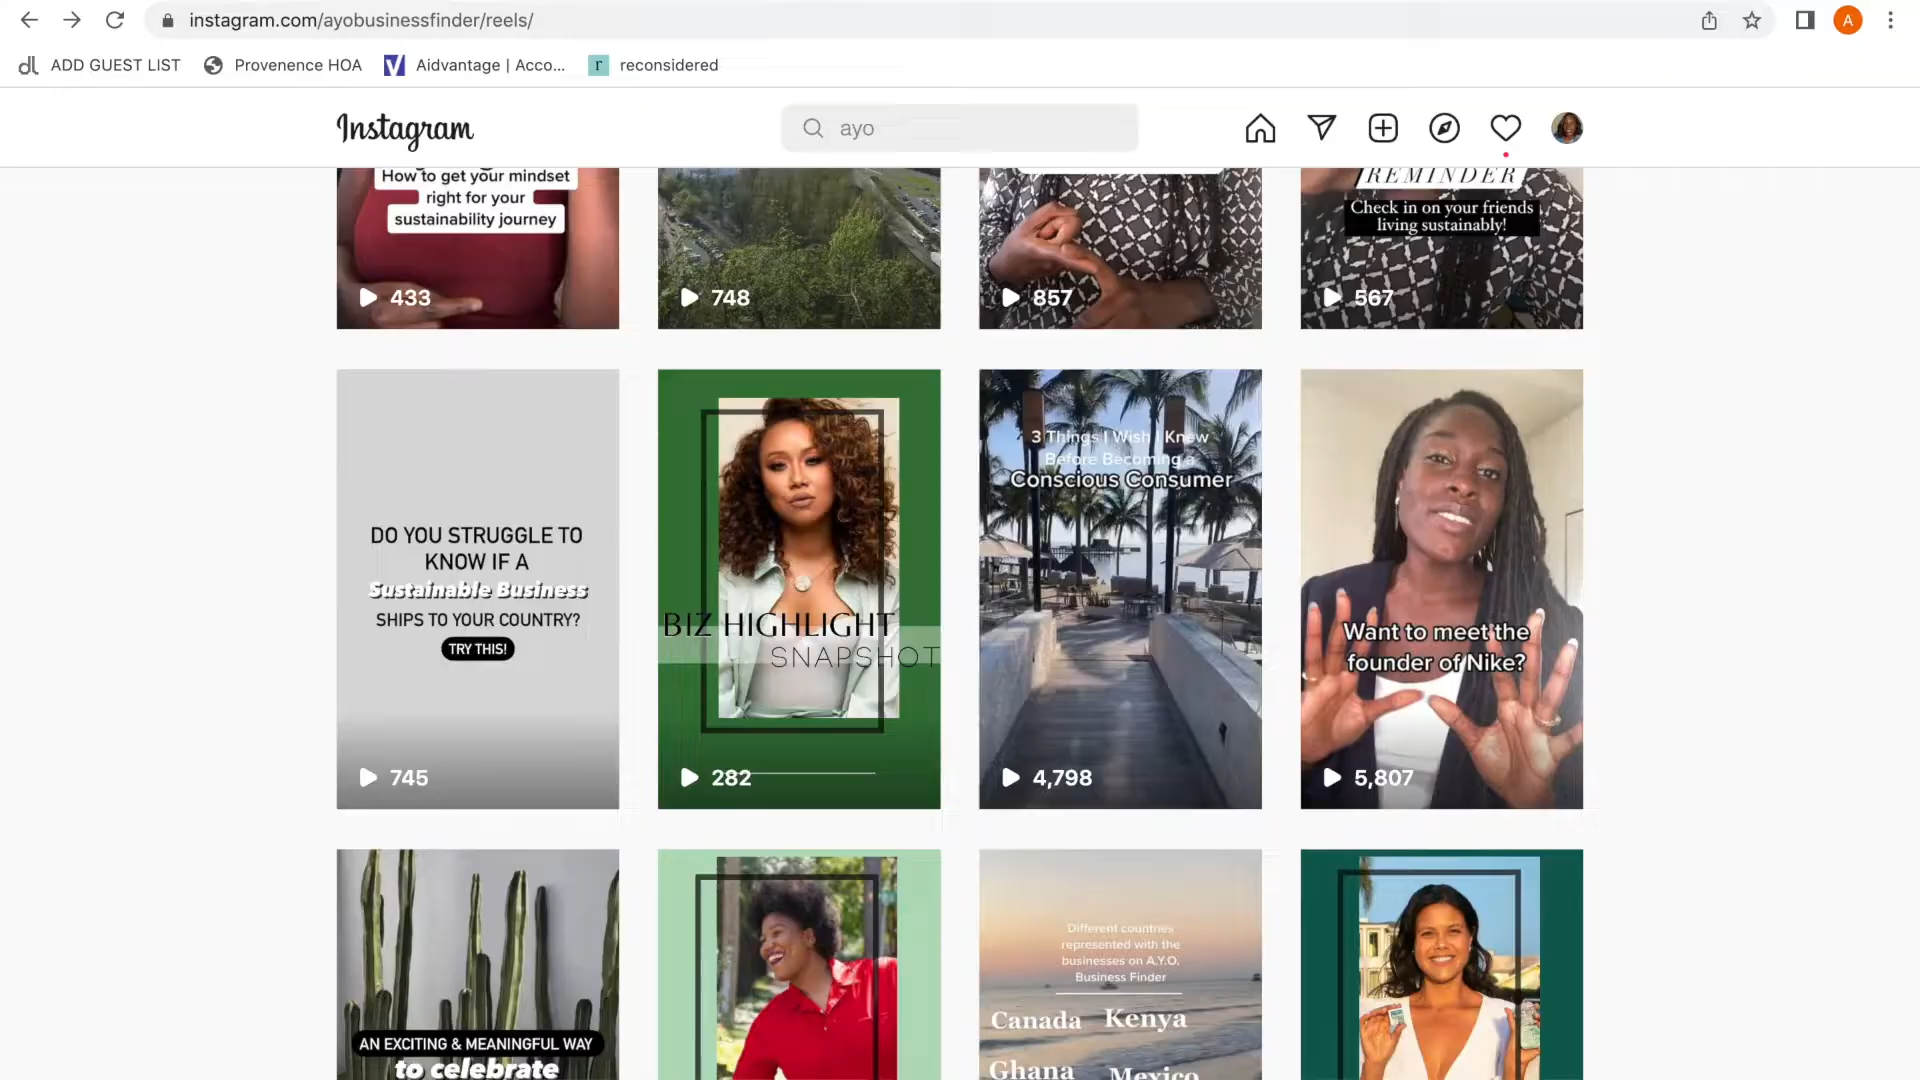 instagram.com/ayobusinessfinder/reels/
A
dl ADD GUEST LIST
Provenence HOA
Aidvantage | Acco...
r reconsidered
Instagram
ayo
How to get your mindset
right for your
sustainability journey
433
748
857
REMINDER
Check in on your friends
living sustainably!
567
DO YOU STRUGGLE TO
KNOW IF A
Sustainable Business
SHIPS TO YOUR COUNTRY?
TRY THIS!
745
BIZ HIGHLIGHT
SNAPSHOT
282
3 Things I Wish I Knew
Before Becoming a
Conscious Consumer
4,798
Want to meet the
founder of Nike?
5,807
AN EXCITING & MEANINGFUL WAY
to celebrate
Different countries
represented with the
businesses on A.Y.O.
Business Finder
Canada Kenya
Ghana Mexico